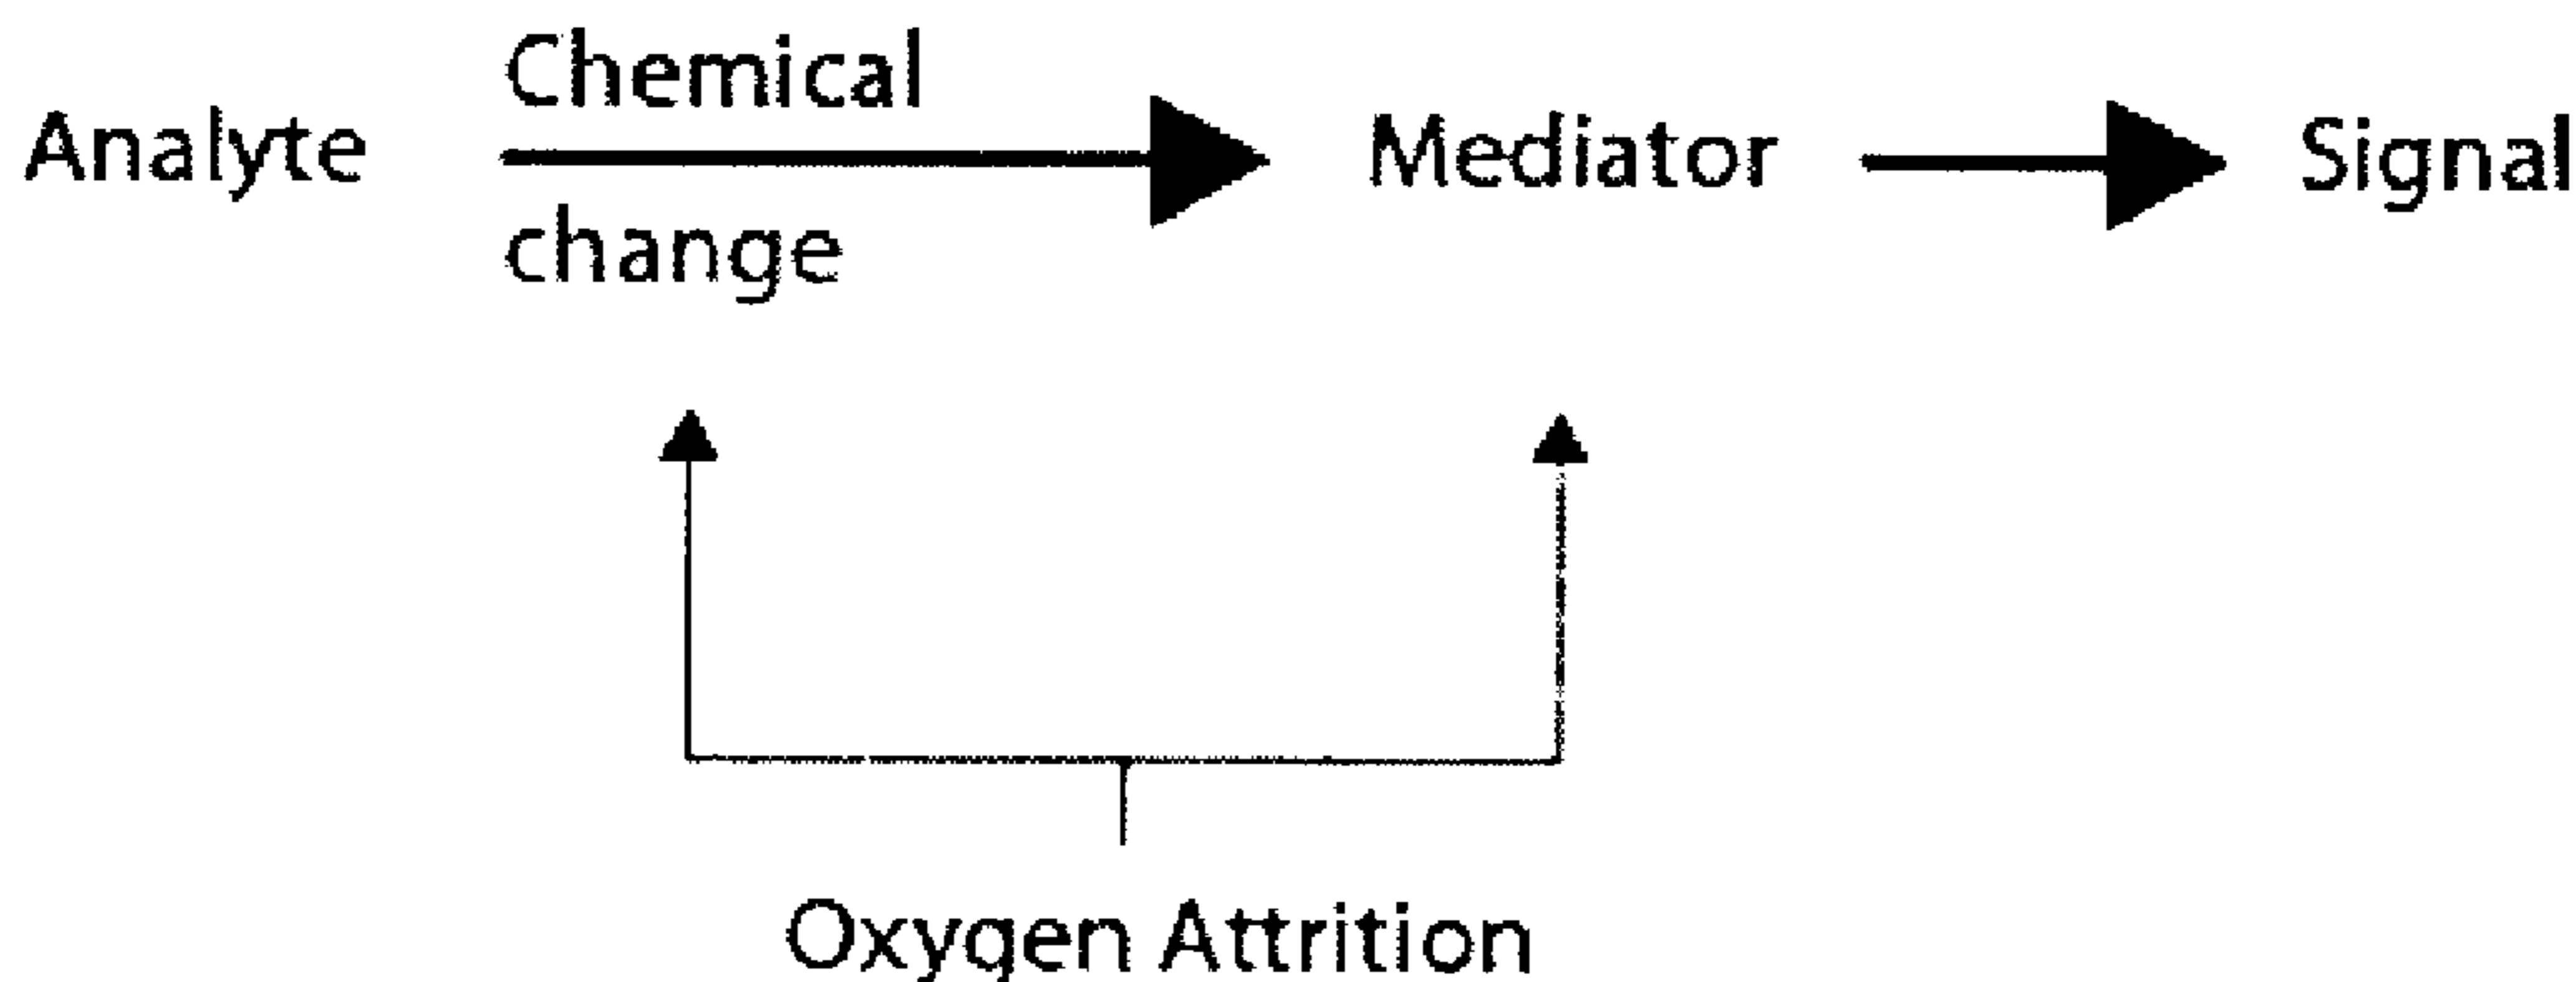 Analyte
Chemical
change
Mediator
Signal
Oxygen Attrition